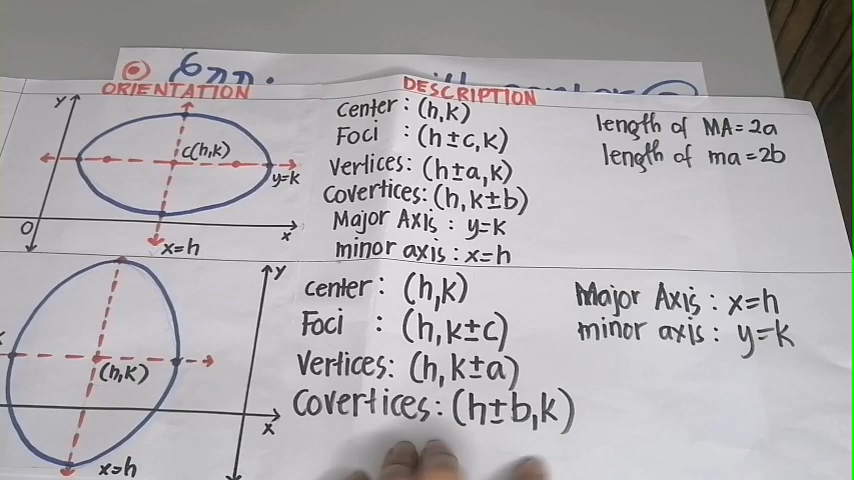 ORIENTATION
DESCRIPTION
y
c(h,k)
y=k
O
x
x=h
center : (h,k)
Foci : (h±c,k)
Vertices: (h±a,k)
Covertices: (h,k±b)
Major Axis : y=k
minor axis : x=h
length of MA = 2a
length of ma = 2b
y
(h,k)
x
x=h
center : (h,k)
Foci : (h,k±c)
Vertices: (h,k±a)
Covertices: (h±b,k)
Major Axis : x=h
minor axis : y=k